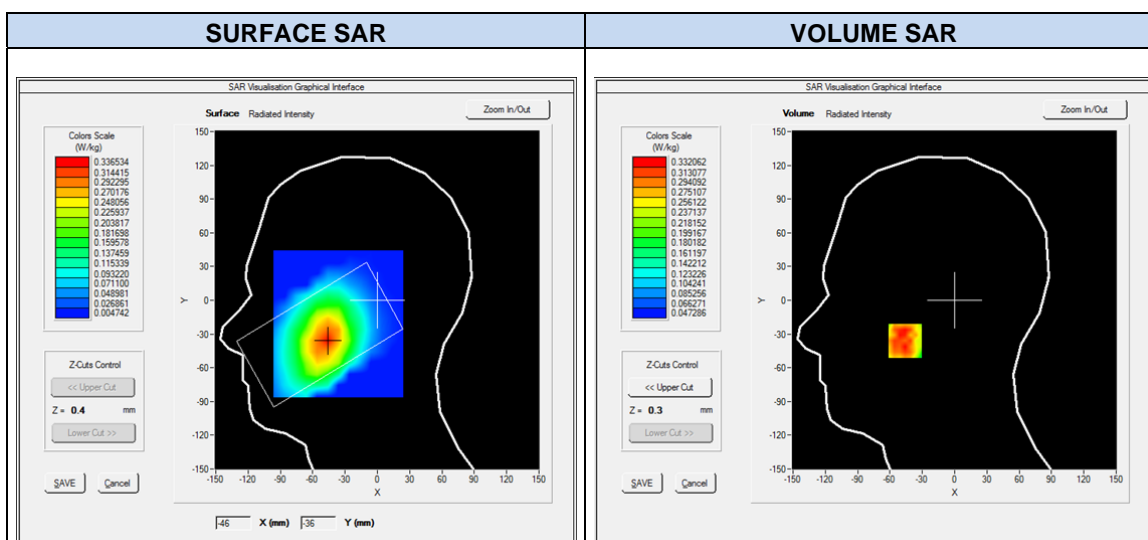 SURFACE SAR
VOLUME SAR
SAR Visualisation Graphical Interface
Surface Radiated Intensity
Zoom In/Out
Colors Scale
(W/kg)
0.336534
0.314415
0.292295
0.270176
0.248056
0.225937
0.203817
0.181698
0.159578
0.137459
0.115339
0.093220
0.071100
0.048981
0.026861
0.004742
Z-Cuts Control
<< Upper Cut
Z = 0.4 mm
Lower Cut >>
SAVE Cancel
150
120
90
60
30
0
-30
-60
-90
-120
-150
Y
-150 -120 -90 -60 -30 0 30 60 90 120 150
X
-46 X (mm) -36 Y (mm)
SAR Visualisation Graphical Interface
Volume Radiated Intensity
Zoom In/Out
Colors Scale
(W/kg)
0.332062
0.313077
0.294092
0.275107
0.256122
0.237137
0.218152
0.199167
0.180182
0.161197
0.142212
0.123226
0.104241
0.085256
0.066271
0.047286
Z-Cuts Control
<< Upper Cut
Z = 0.3 mm
Lower Cut >>
SAVE Cancel
150
120
90
60
30
0
-30
-60
-90
-120
-150
Y
-150 -120 -90 -60 -30 0 30 60 90 120 150
X